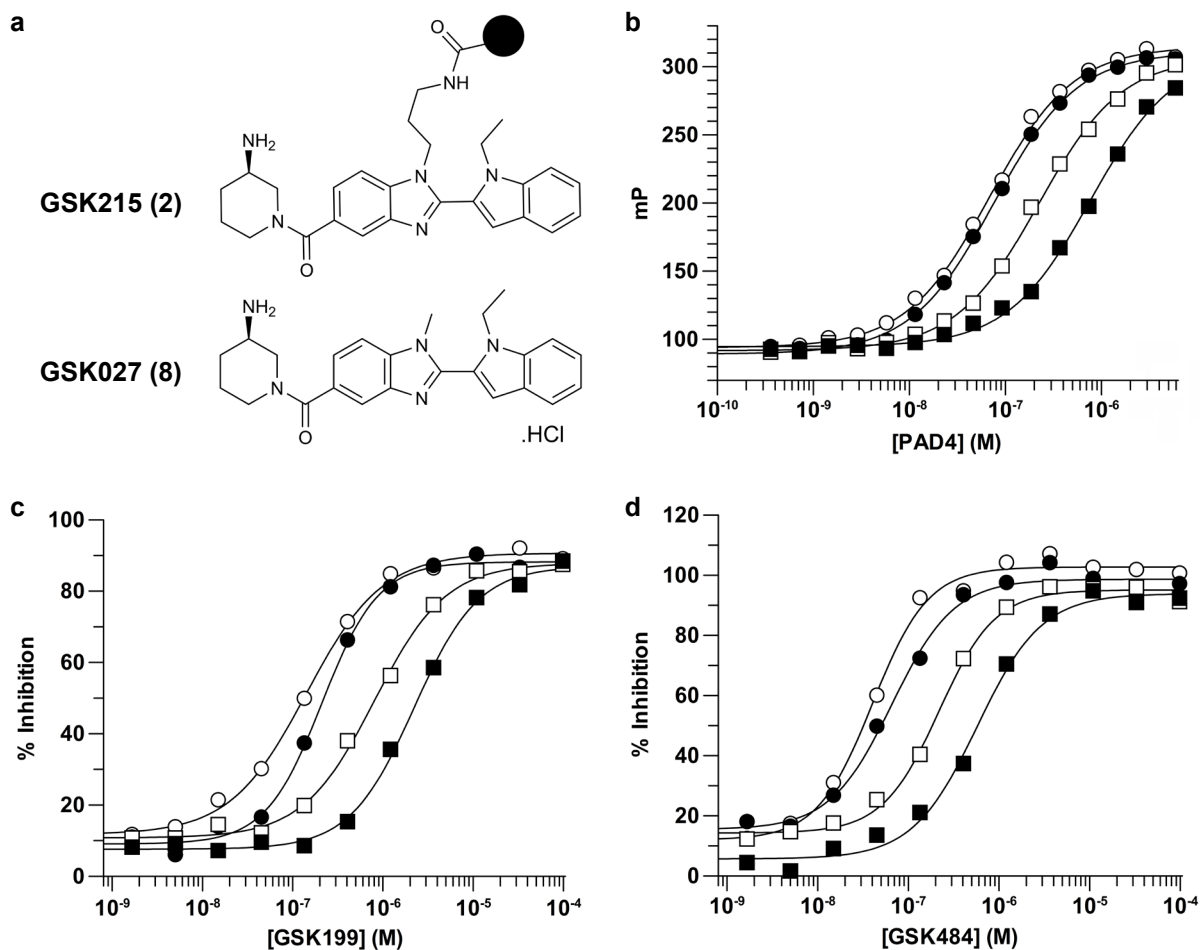 a
O
NH
NH₂
N
N
N
N
O
GSK215 (2)
NH₂
N
N
N
N
O
GSK027 (8)
.HCl
b
300
250
200
150
100
mP
10⁻¹⁰ 10⁻⁹ 10⁻⁸ 10⁻⁷ 10⁻⁶
[PAD4] (M)
c
100
80
60
40
20
0
% Inhibition
10⁻⁹ 10⁻⁸ 10⁻⁷ 10⁻⁶ 10⁻⁵ 10⁻⁴
[GSK199] (M)
d
120
100
80
60
40
20
0
% Inhibition
10⁻⁹ 10⁻⁸ 10⁻⁷ 10⁻⁶ 10⁻⁵ 10⁻⁴
[GSK484] (M)